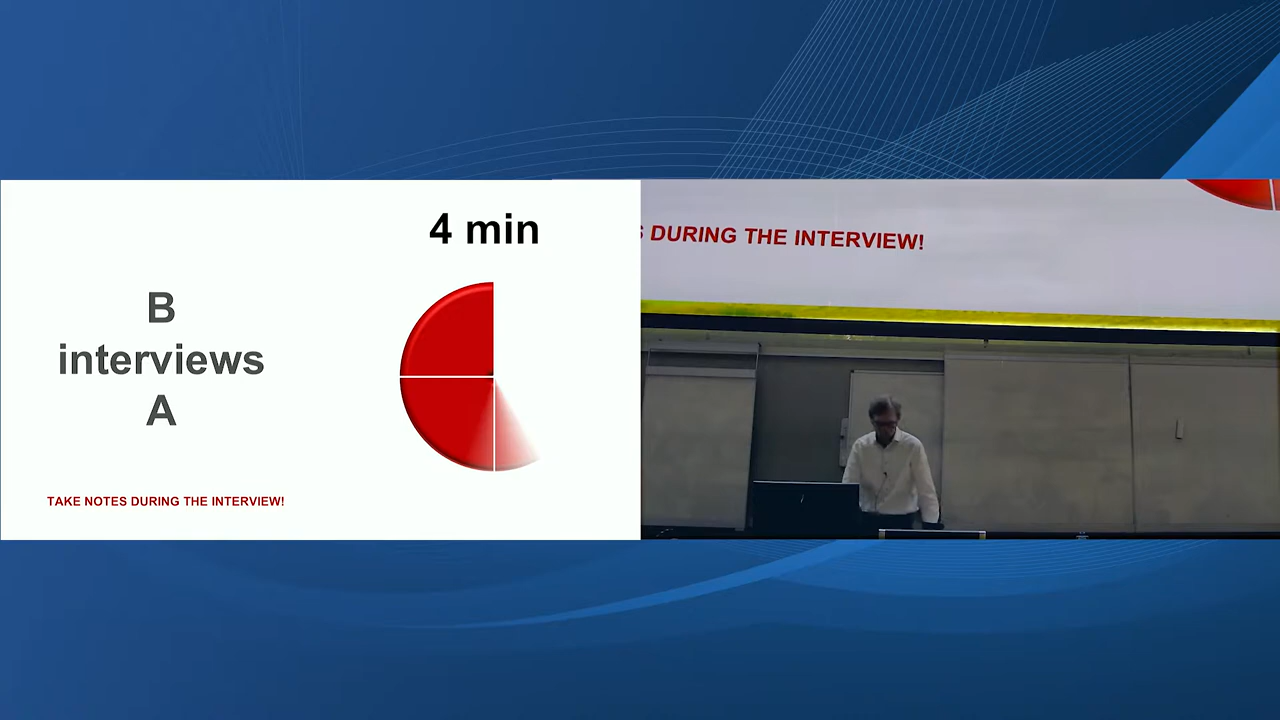 4 min
B
interviews
A
TAKE NOTES DURING THE INTERVIEW!
DURING THE INTERVIEW!